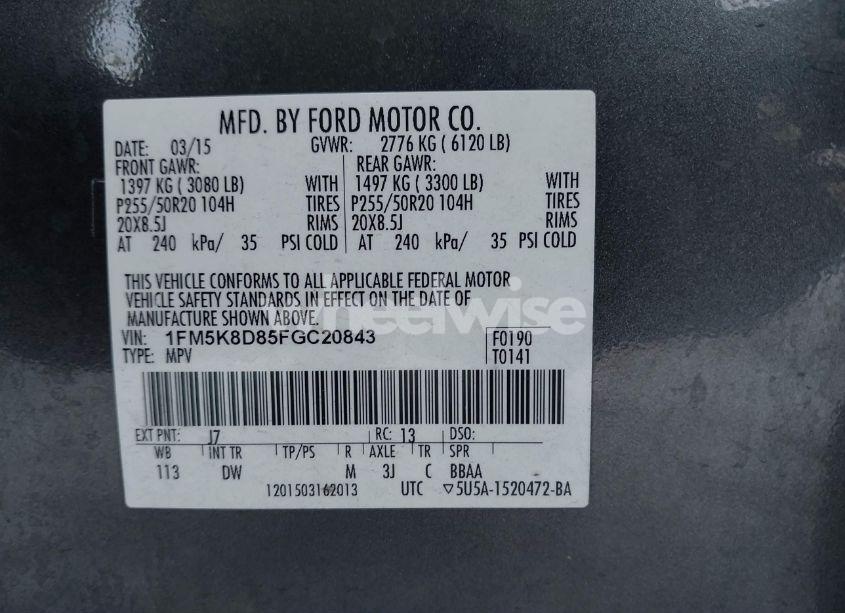 MFD. BY FORD MOTOR CO.
DATE: 03/15 GVWR: 2776 KG ( 6120 LB)
FRONT GAWR: REAR GAWR:
1397 KG ( 3080 LB) WITH 1497 KG ( 3300 LB) WITH
P255/50R20 104H TIRES P255/50R20 104H TIRES
20X8.5J RIMS 20X8.5J RIMS
AT 240 kPa/ 35 PSI COLD AT 240 kPa/ 35 PSI COLD
THIS VEHICLE CONFORMS TO ALL APPLICABLE FEDERAL MOTOR
VEHICLE SAFETY STANDARDS IN EFFECT ON THE DATE OF
MANUFACTURE SHOWN ABOVE.
wheelwise
VIN: 1FM5K8D85FGC20843 F0190
TYPE: MPV T0141
EXT PNT: J7 RC: 13 DSO:
WB INT TR TP/PS R AXLE TR SPR
113 DW M 3J C BBAA
1201503162013 UTC ▽5U5A-1520472-BA